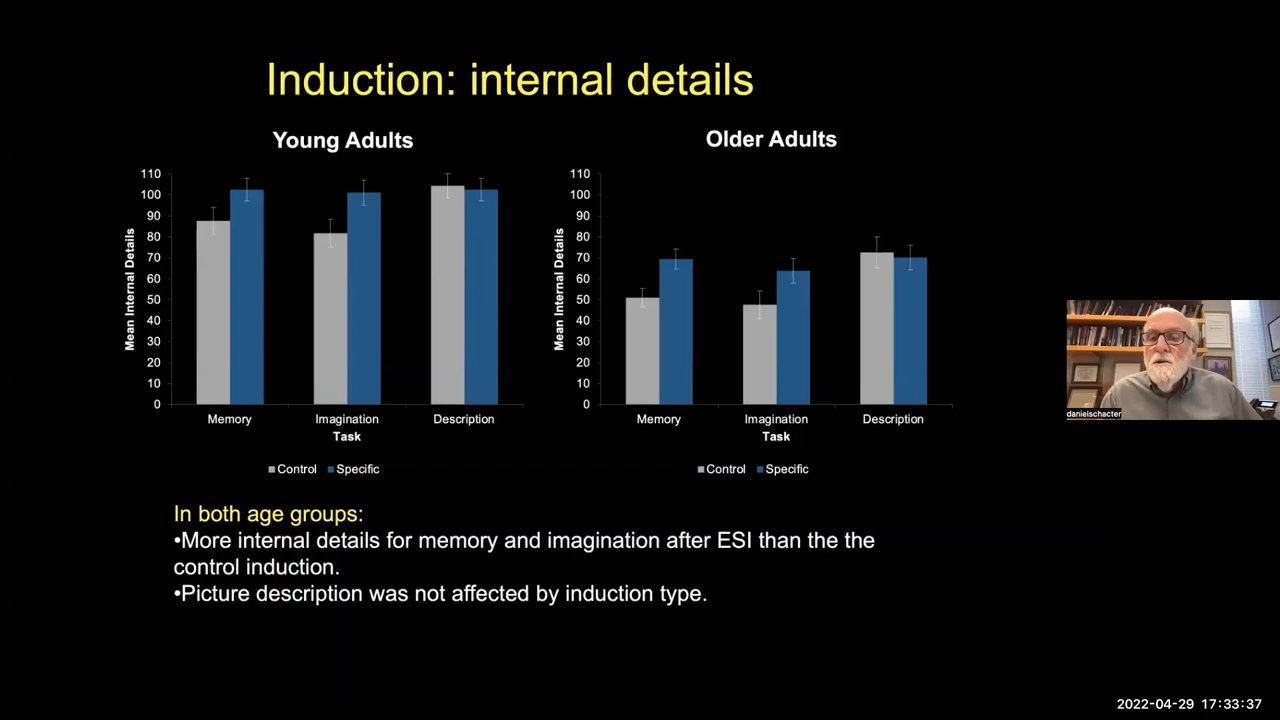 Induction: internal details
Young Adults
110
100
90
80
70
60
50
40
30
20
10
0
Mean Internal Details
Memory
Imagination
Description
Task
Control
Specific
Older Adults
110
100
90
80
70
60
50
40
30
20
10
0
Mean Internal Details
Memory
Imagination
Description
Task
Control
Specific
In both age groups:
•More internal details for memory and imagination after ESI than the the
control induction.
•Picture description was not affected by induction type.
danielschacter
2022-04-29 17:33:37